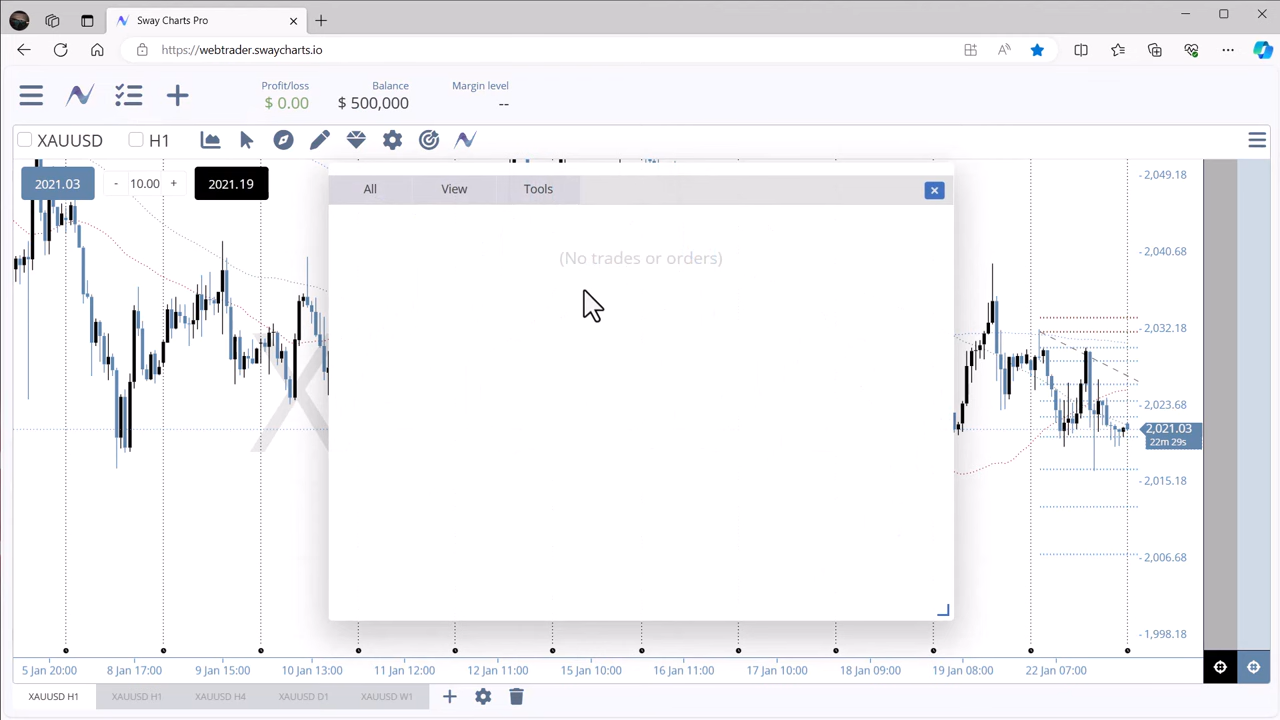 Sway Charts Pro
https://webtrader.swaycharts.io
Profit/loss
$ 0.00
Balance
$ 500,000
Margin level
--
XAUUSD
H1
2021.03
- 10.00 +
2021.19
All
View
Tools
(No trades or orders)
2,049.18
2,040.68
2,032.18
2,023.68
2,021.03
22m 29s
2,015.18
2,006.68
1,998.18
5 Jan 20:00
8 Jan 17:00
9 Jan 15:00
10 Jan 13:00
11 Jan 12:00
12 Jan 11:00
15 Jan 10:00
16 Jan 11:00
17 Jan 10:00
18 Jan 09:00
19 Jan 08:00
22 Jan 07:00
XAUUSD H1
XAUUSD H1
XAUUSD H4
XAUUSD D1
XAUUSD W1